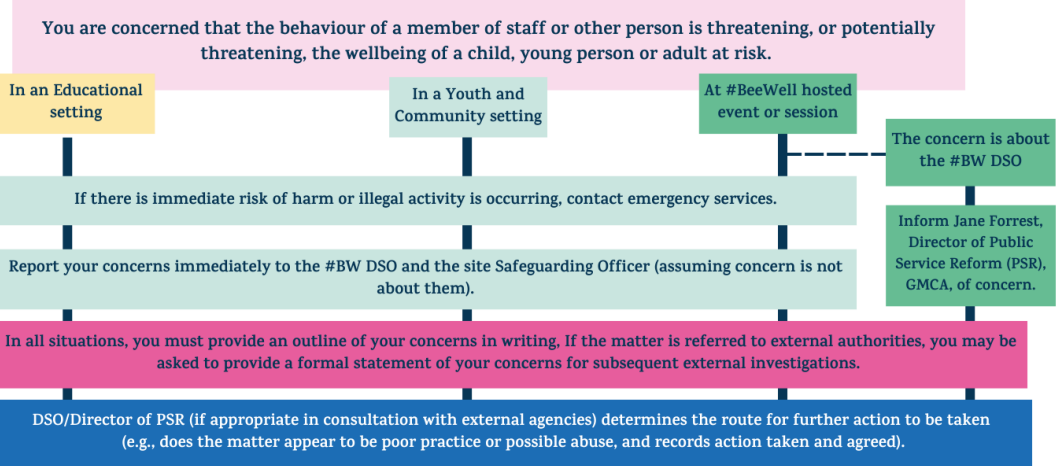 You are concerned that the behaviour of a member of staff or other person is threatening, or potentially
threatening, the wellbeing of a child, young person or adult at risk.
In an Educational
setting
In a Youth and
Community setting
At #BeeWell hosted
event or session
The concern is about
the #BW DSO
If there is immediate risk of harm or illegal activity is occurring, contact emergency services.
Inform Jane Forrest,
Director of Public
Service Reform (PSR),
GMCA, of concern.
Report your concerns immediately to the #BW DSO and the site Safeguarding Officer (assuming concern is not
about them).
In all situations, you must provide an outline of your concerns in writing, If the matter is referred to external authorities, you may be
asked to provide a formal statement of your concerns for subsequent external investigations.
DSO/Director of PSR (if appropriate in consultation with external agencies) determines the route for further action to be taken
(e.g., does the matter appear to be poor practice or possible abuse, and records action taken and agreed).